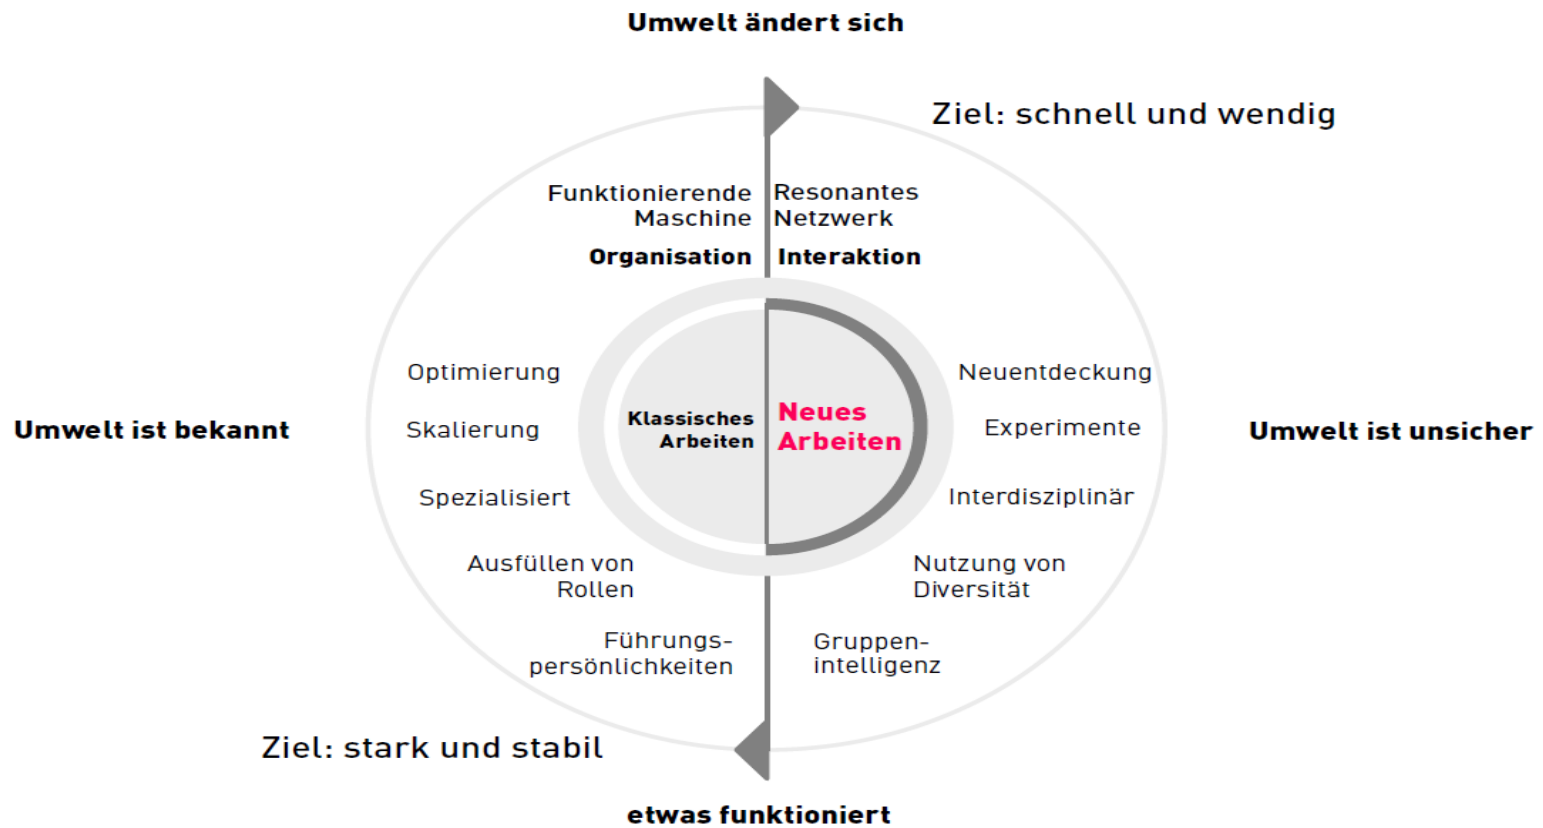 Umwelt ändert sich
Ziel: schnell und wendig
Funktionierende
Maschine
Organisation
Resonantes
Netzwerk
Interaktion
Optimierung
Skalierung
Spezialisiert
Ausfüllen von
Rollen
Führungs-
persönlichkeiten
Umwelt ist bekannt
Klassisches
Arbeiten
Neues
Arbeiten
Neuentdeckung
Experimente
Interdisziplinär
Nutzung von
Diversität
Gruppen-
intelligenz
Umwelt ist unsicher
Ziel: stark und stabil
etwas funktioniert